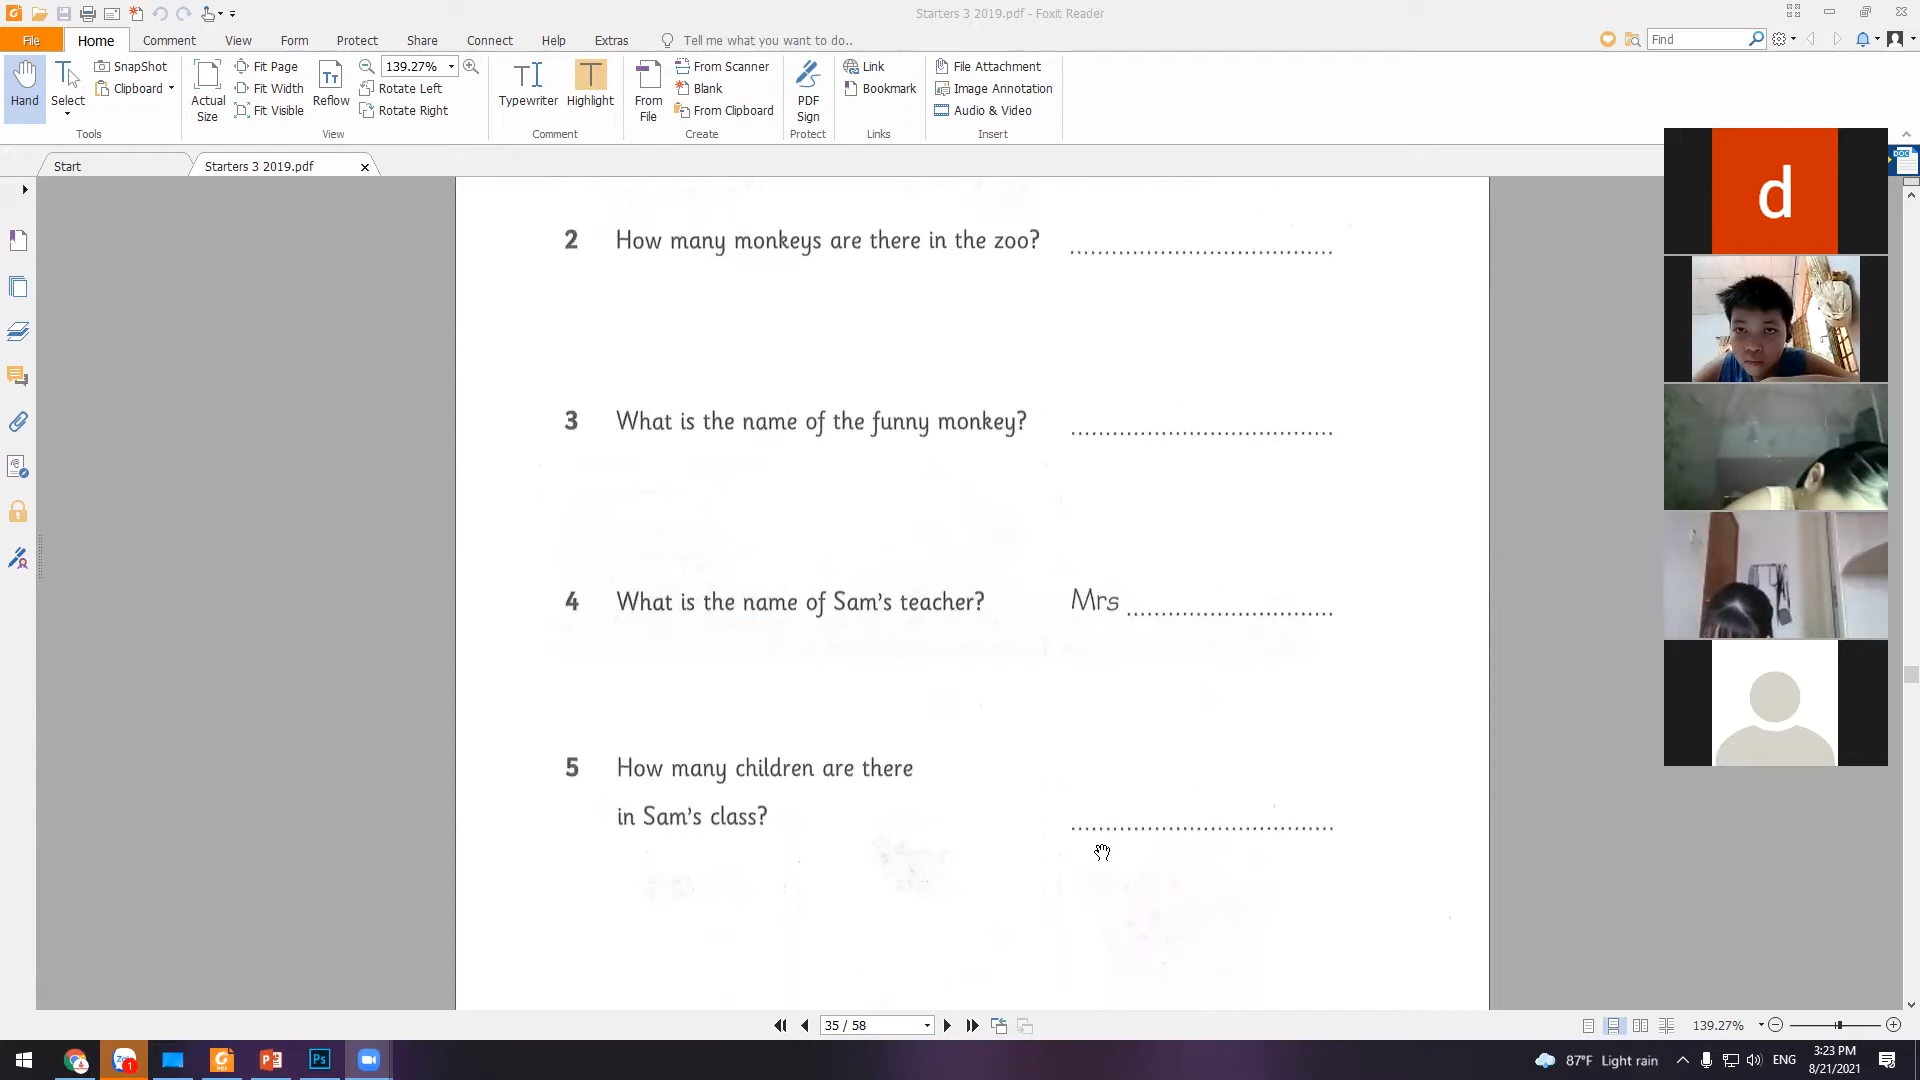 Starters 3 2019.pdf - Foxit Reader
File Home Comment View Form Protect Share Connect Help Extras Tell me what you want to do.. Find
SnapShot Fit Page 139.27% From Scanner Link File Attachment
Hand Select Clipboard Actual Size Fit Width Reflow Rotate Left Typewriter Highlight From File Blank PDF Sign Bookmark Image Annotation
Fit Visible Rotate Right From Clipboard Audio & Video
Tools View Comment Create Protect Links Insert
Start Starters 3 2019.pdf
DOC
d
2 How many monkeys are there in the zoo? ......................................
3 What is the name of the funny monkey? ......................................
4 What is the name of Sam's teacher? Mrs ..............................
5 How many children are there
in Sam's class? ......................................
35 / 58 139.27%
87°F Light rain ENG 3:23 PM
8/21/2021